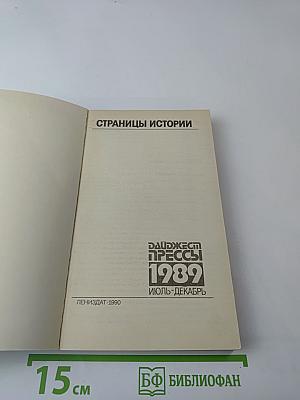 СТРАНИЦЫ ИСТОРИИ
ДАЙДЖЕСТ
ПРЕССЫ
1989
ИЮЛЬ-ДЕКАБРЬ
ЛЕНИЗДАТ·1990
15 см
БФ БИБЛИОФАН